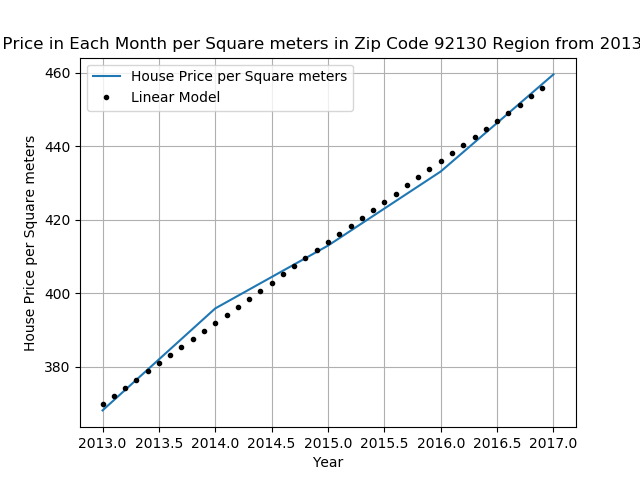 Price in Each Month per Square meters in Zip Code 92130 Region from 2013
House Price per Square meters
Linear Model
House Price per Square meters
460
440
420
400
380
2013.0 2013.5 2014.0 2014.5 2015.0 2015.5 2016.0 2016.5 2017.0
Year